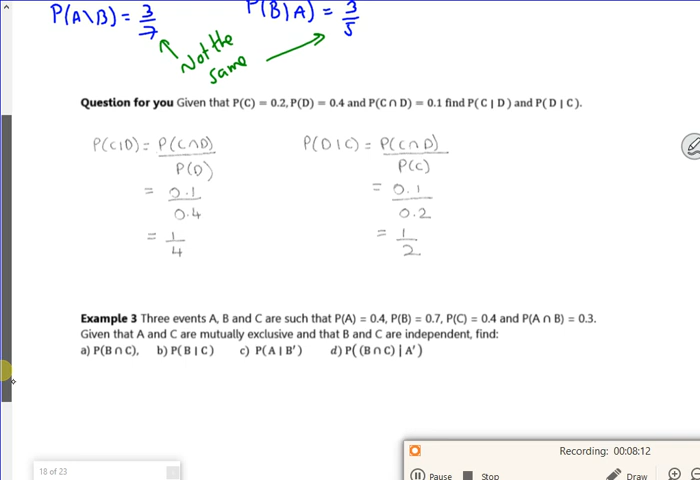 P(A\B) = 3/7 P(B|A) = 3/5
Not the same
Question for you Given that P(C) = 0.2, P(D) = 0.4 and P(C ∩ D) = 0.1 find P( C | D ) and P( D | C ).
P(C|D) = P(C∩D) / P(D) P(D|C) = P(C∩D) / P(C)
= 0.1 / 0.4 = 0.1 / 0.2
= 1/4 = 1/2
Example 3 Three events A, B and C are such that P(A) = 0.4, P(B) = 0.7, P(C) = 0.4 and P(A ∩ B) = 0.3.
Given that A and C are mutually exclusive and that B and C are independent, find:
a) P(B ∩ C), b) P( B | C ) c) P( A | B′ ) d) P( (B ∩ C) | A′ )
18 of 23
Recording: 00:08:12
Pause Stop Draw